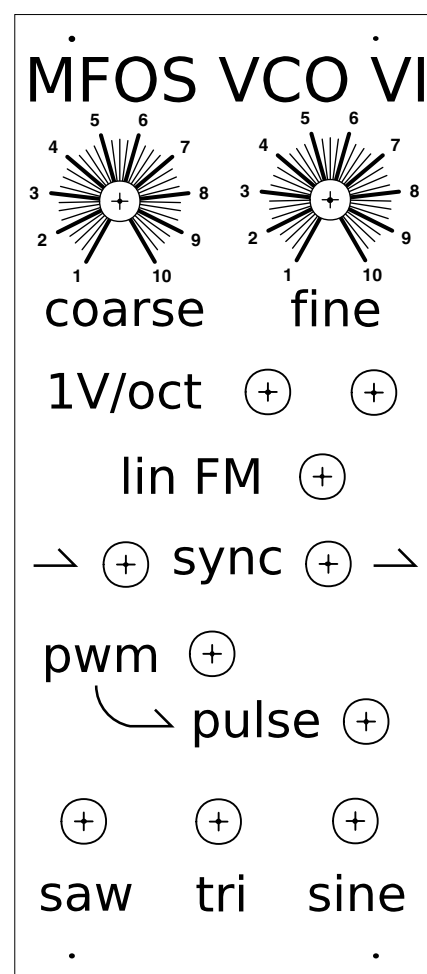 MFOS VCO VI
1 2 3 4 5 6 7 8 9 10
1 2 3 4 5 6 7 8 9 10
coarse fine
1V/oct
lin FM
sync
pwm
pulse
saw tri sine